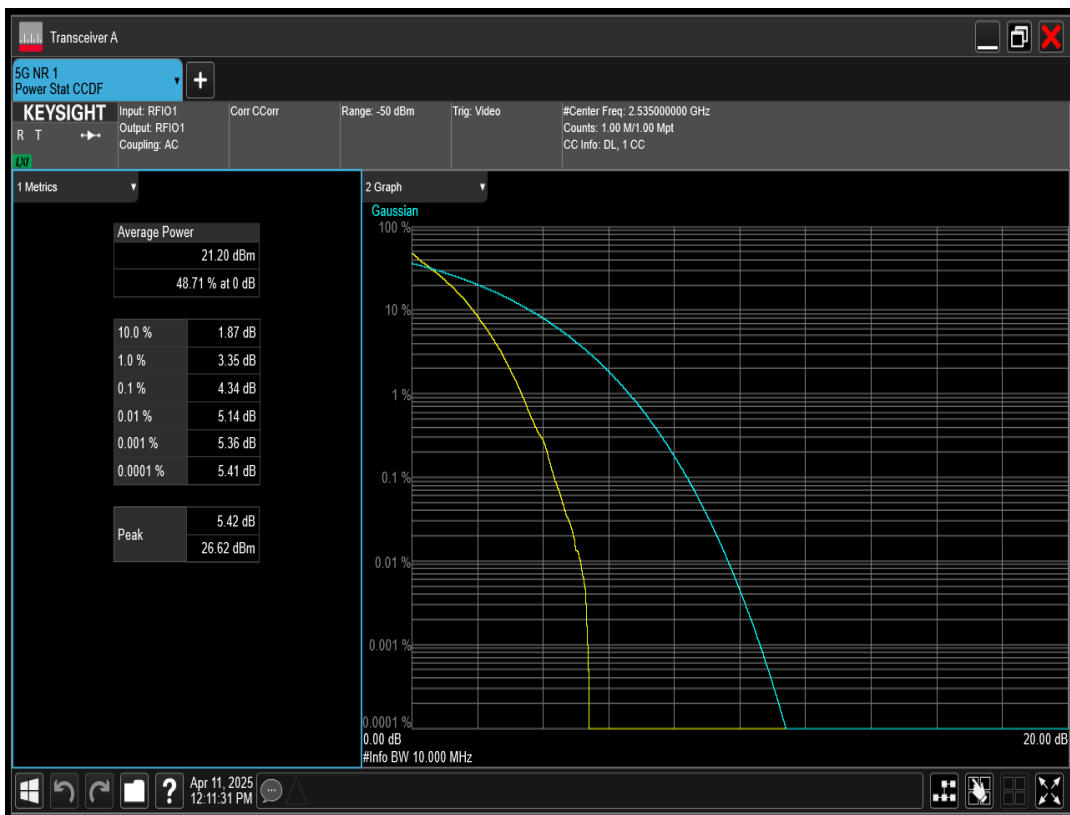 Transceiver A
5G NR 1
Power Stat CCDF
KEYSIGHT
R T
LXI
Input: RFIO1
Output: RFIO1
Coupling: AC
Corr CCorr
Range: -50 dBm
Trig: Video
#Center Freq: 2.535000000 GHz
Counts: 1.00 M/1.00 Mpt
CC Info: DL, 1 CC
1 Metrics
Average Power
21.20 dBm
48.71 % at 0 dB
10.0 % 1.87 dB
1.0 % 3.35 dB
0.1 % 4.34 dB
0.01 % 5.14 dB
0.001 % 5.36 dB
0.0001 % 5.41 dB
Peak 5.42 dB
26.62 dBm
2 Graph
Gaussian
100 %
10 %
1 %
0.1 %
0.01 %
0.001 %
0.0001 %
0.00 dB 20.00 dB
#Info BW 10.000 MHz
?
Apr 11, 2025
12:11:31 PM